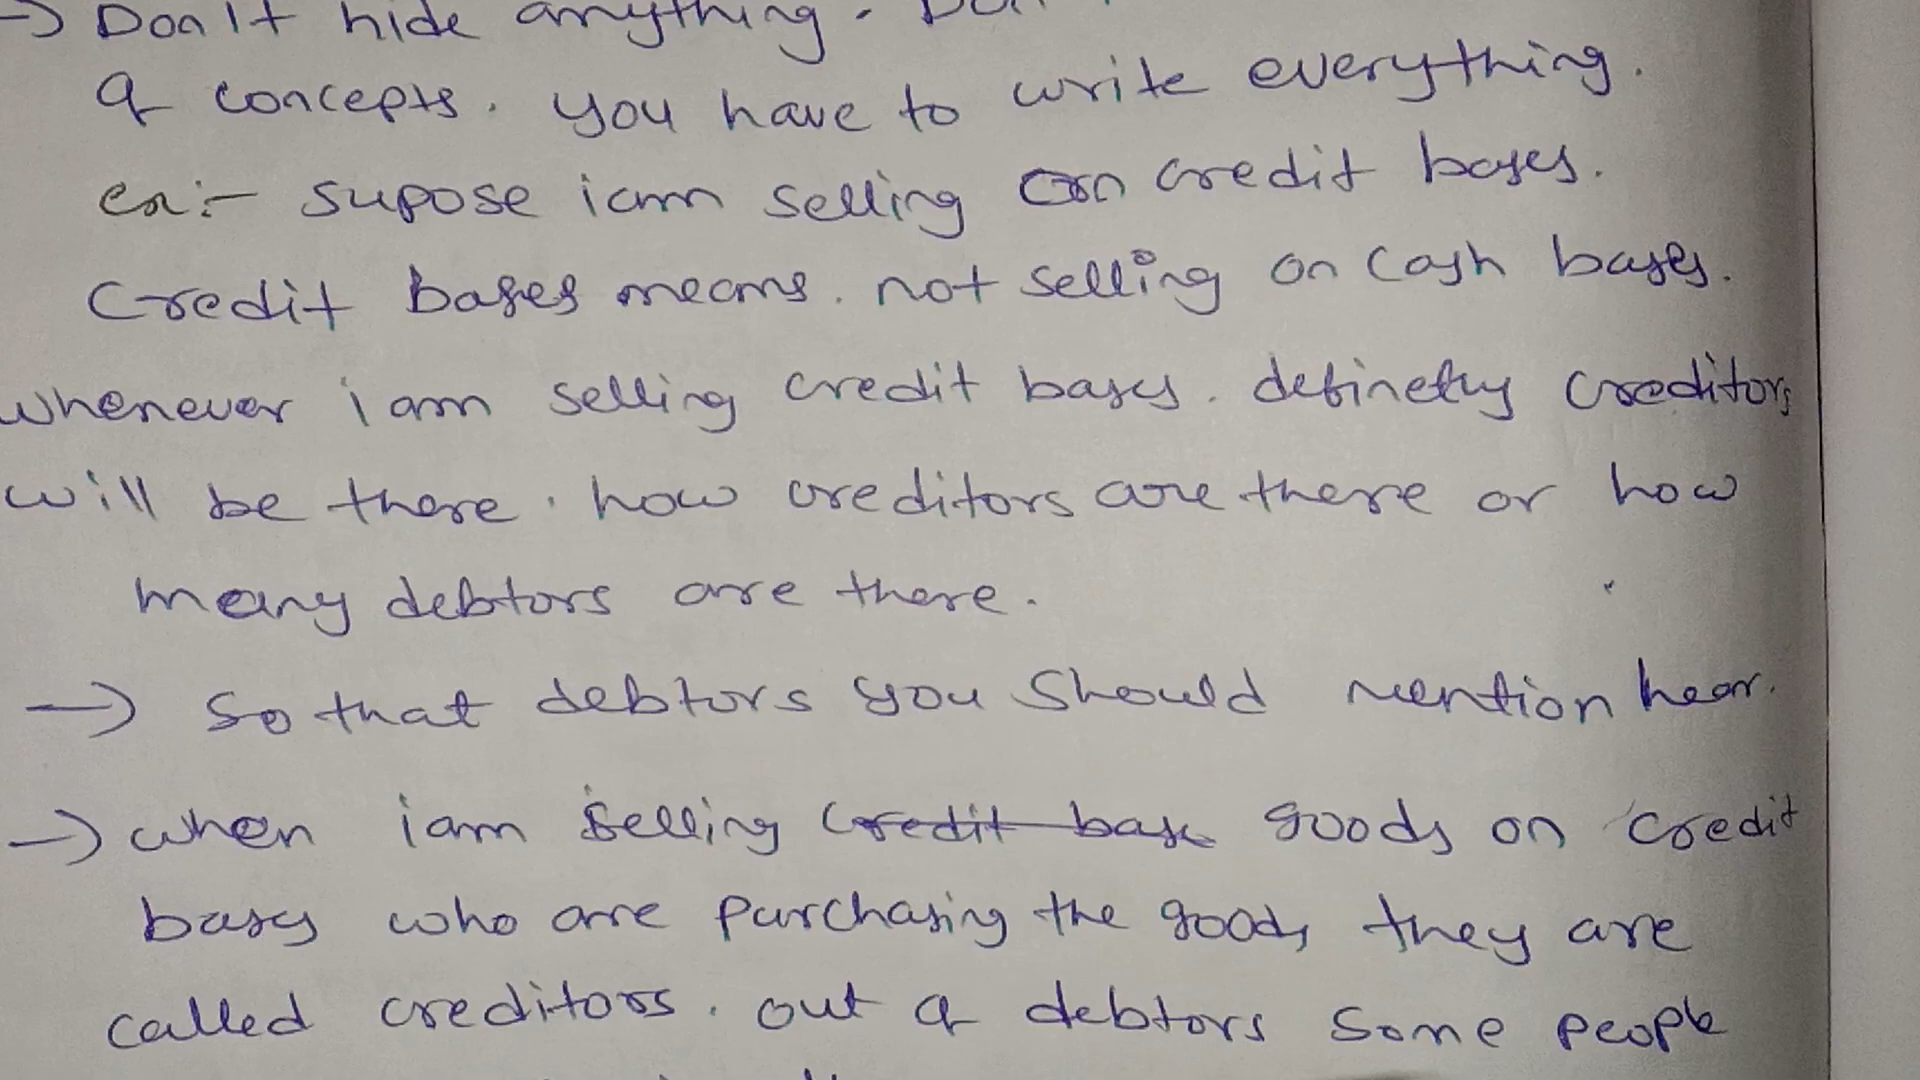 → Don't hide anything.
of concepts. you have to write everything.
ex:- supose iam selling on credit bases.
Credit bases means. not selling on cash bases.
whenever i am selling credit bases. definetly creditors
will be there. how creditors are there or how
many debtors are there.
→ so that debtors you should mention hear.
→ when iam selling credit base goods on credit
bases who are purchasing the goods they are
called creditors. out of debtors some people